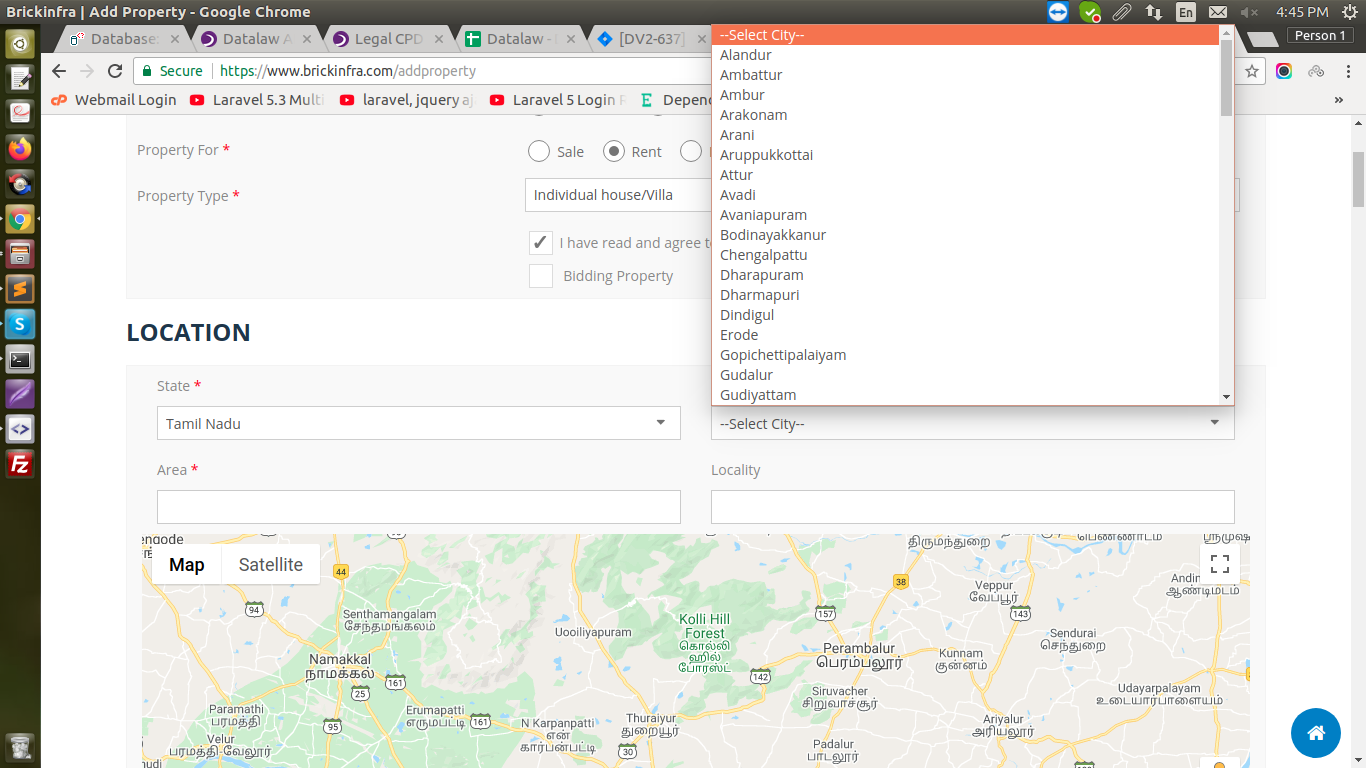 Brickinfra | Add Property - Google Chrome
En
4:45 PM
Database:
Datalaw A
Legal CPD
Datalaw -
[DV2-637]
Person 1
Secure
https://www.brickinfra.com/addproperty
Webmail Login
Laravel 5.3 Multi
laravel, jquery aj
Laravel 5 Login R
Depend
»
Property For *
Sale
Rent
Property Type *
Individual house/Villa
I have read and agree to
Bidding Property
--Select City--
Alandur
Ambattur
Ambur
Arakonam
Arani
Aruppukkottai
Attur
Avadi
Avaniapuram
Bodinayakkanur
Chengalpattu
Dharapuram
Dharmapuri
Dindigul
Erode
Gopichettipalaiyam
Gudalur
Gudiyattam
LOCATION
State *
Tamil Nadu
--Select City--
Area *
Locality
Map
Satellite
44
94
Senthamangalam
சேந்தமங்கலம்
Namakkal
நாமக்கல்
161
25
95
Paramathi
பரமத்தி
Velur
பரமத்தி-வேலூர்
Erumapatti
எருமபட்டி
161
Uooiliyapuram
Kolli Hill
Forest
கொல்லி
ஹில்
போரஸ்ட்
142
N Karpanatti
என்
கார்பன்பட்டி
Thuraiyur
துறையூர்
30
திருமந்துறை
38
157
Perambalur
பெரம்பலூர்
Siruvacher
சிறுவாச்சூர்
Padalur
பாடலூர்
Veppur
வேப்பூர்
143
Sendurai
செந்துறை
Kunnam
குன்னம்
Ariyalur
அரியலூர்
Udayarpalayam
உடையார்பாளையம்
Andim
ஆண்டிமடம்